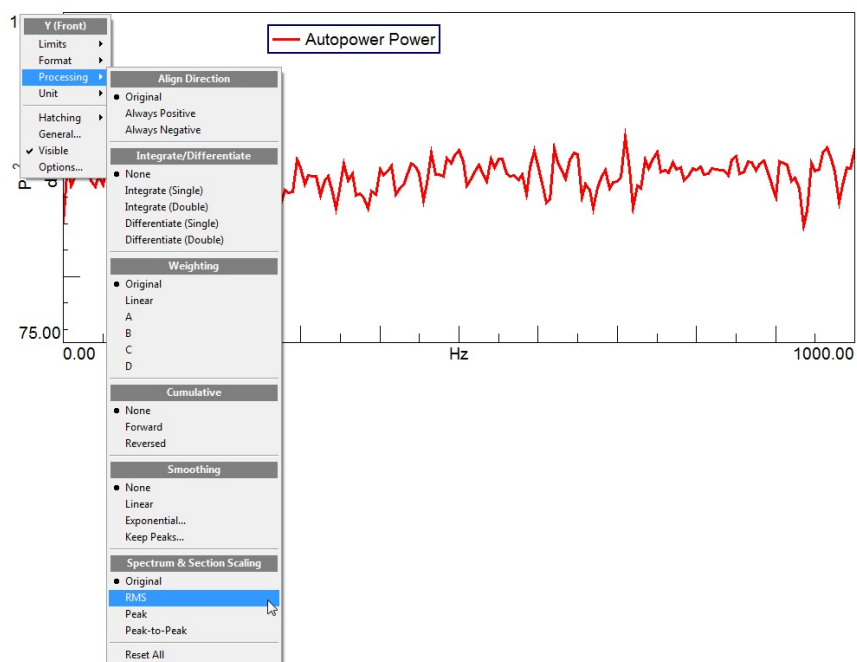 Y (Front)
Limits
Format
Processing
Unit
Hatching
General...
Visible
Options...
Autopower Power
Align Direction
Original
Always Positive
Always Negative
Integrate/Differentiate
None
Integrate (Single)
Integrate (Double)
Differentiate (Single)
Differentiate (Double)
Weighting
Original
Linear
A
B
C
D
75.00
0.00
Hz
1000.00
Cumulative
None
Forward
Reversed
Smoothing
None
Linear
Exponential...
Keep Peaks...
Spectrum & Section Scaling
Original
RMS
Peak
Peak-to-Peak
Reset All